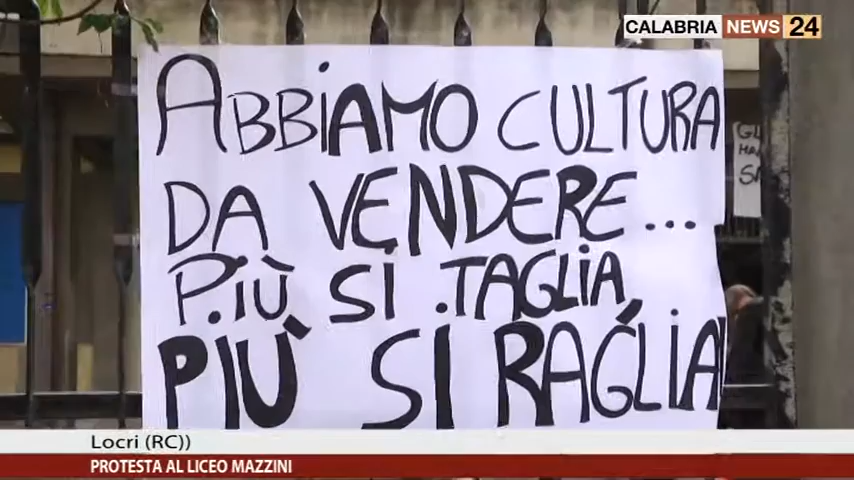 CALABRIA NEWS 24
ABBIAMO CULTURA
DA VENDERE...
PIÙ SI TAGLIA,
PIÙ SI RAGLIA!
Locri (RC))
PROTESTA AL LICEO MAZZINI